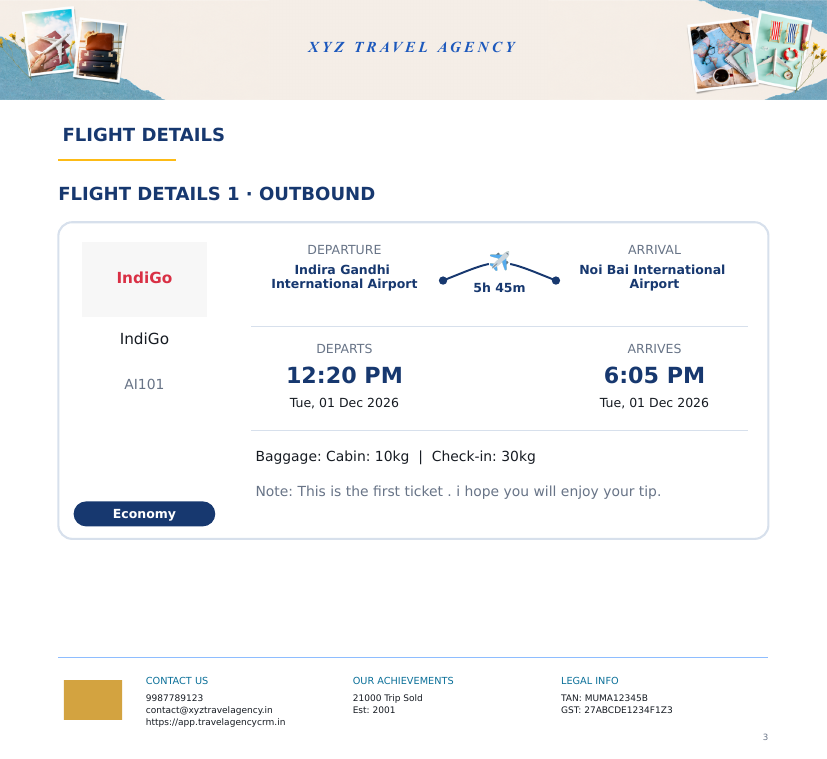 XYZ TRAVEL AGENCY
FLIGHT DETAILS
FLIGHT DETAILS 1 · OUTBOUND
IndiGo
IndiGo
AI101
Economy
DEPARTURE
Indira Gandhi
International Airport
5h 45m
ARRIVAL
Noi Bai International
Airport
DEPARTS
12:20 PM
Tue, 01 Dec 2026
ARRIVES
6:05 PM
Tue, 01 Dec 2026
Baggage: Cabin: 10kg | Check-in: 30kg
Note: This is the first ticket . i hope you will enjoy your tip.
CONTACT US
9987789123
contact@xyztravelagency.in
https://app.travelagencycrm.in
OUR ACHIEVEMENTS
21000 Trip Sold
Est: 2001
LEGAL INFO
TAN: MUMA12345B
GST: 27ABCDE1234F1Z3
3